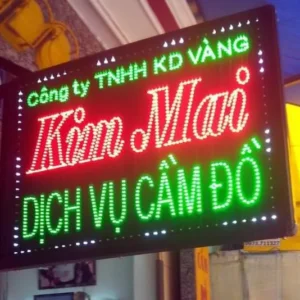 Công ty TNHH KD VÀNG
Kim Mai
DỊCH VỤ CẦM ĐỒ